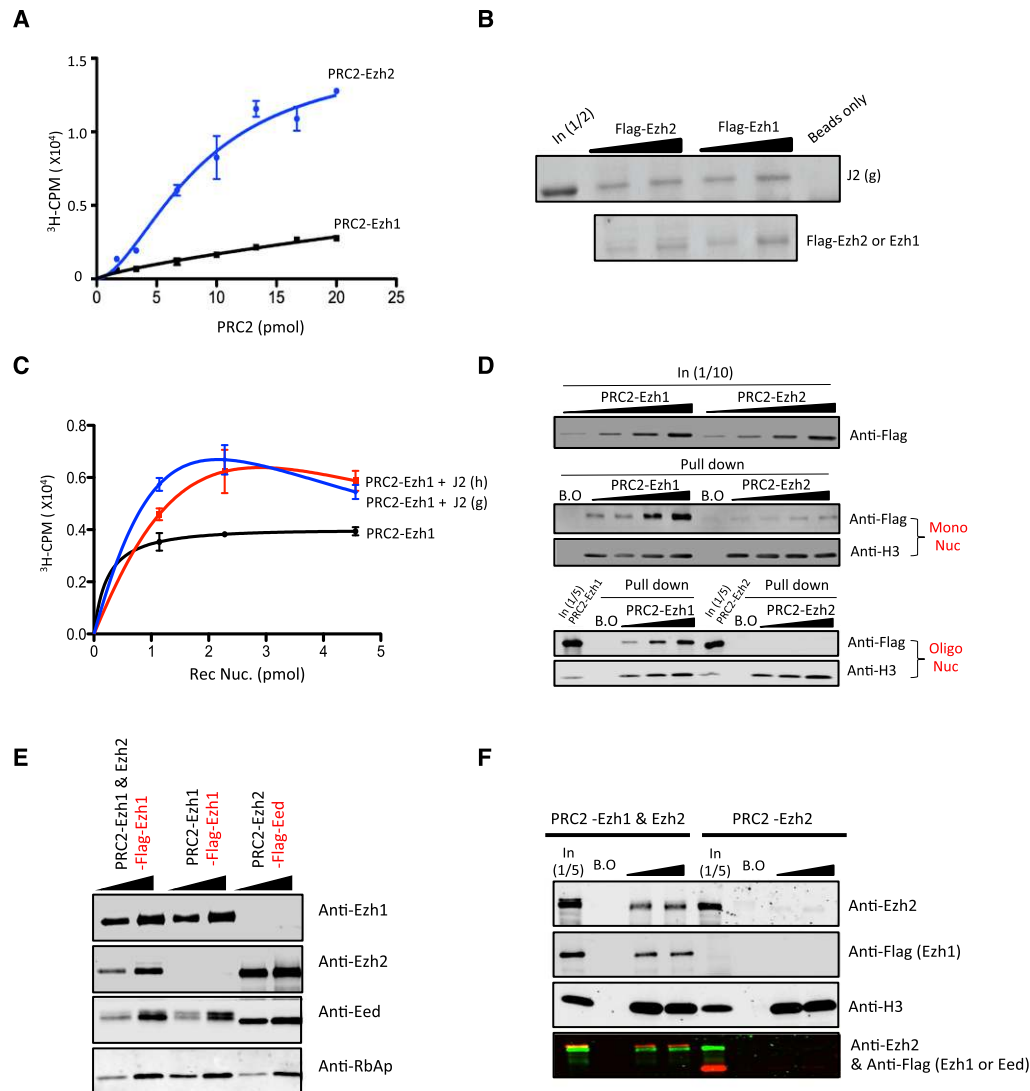 A
1.5
1.0
0.5
0
³H-CPM ( X10⁴)
PRC2-Ezh2
PRC2-Ezh1
0 5 10 15 20 25
PRC2 (pmol)
B
In (1/2)
Flag-Ezh2
Flag-Ezh1
Beads only
J2 (g)
Flag-Ezh2 or Ezh1
C
0.8
0.6
0.4
0.2
0.0
³H-CPM ( X10⁴)
PRC2-Ezh1 + J2 (h)
PRC2-Ezh1 + J2 (g)
PRC2-Ezh1
0 1 2 3 4 5
Rec Nuc. (pmol)
D
In (1/10)
PRC2-Ezh1
PRC2-Ezh2
Anti-Flag
Pull down
B.O
PRC2-Ezh1
B.O
PRC2-Ezh2
Anti-Flag
Anti-H3
Mono
Nuc
In (1/5)
PRC2-Ezh1
B.O
Pull down
PRC2-Ezh1
In (1/5)
PRC2-Ezh2
B.O
Pull down
PRC2-Ezh2
Anti-Flag
Anti-H3
Oligo
Nuc
E
PRC2-Ezh1 & Ezh2
-Flag-Ezh1
PRC2-Ezh1
-Flag-Ezh1
PRC2-Ezh2
-Flag-Eed
Anti-Ezh1
Anti-Ezh2
Anti-Eed
Anti-RbAp
F
PRC2 -Ezh1 & Ezh2
PRC2 -Ezh2
In
(1/5)
B.O
In
(1/5)
B.O
Anti-Ezh2
Anti-Flag (Ezh1)
Anti-H3
Anti-Ezh2
& Anti-Flag (Ezh1 or Eed)